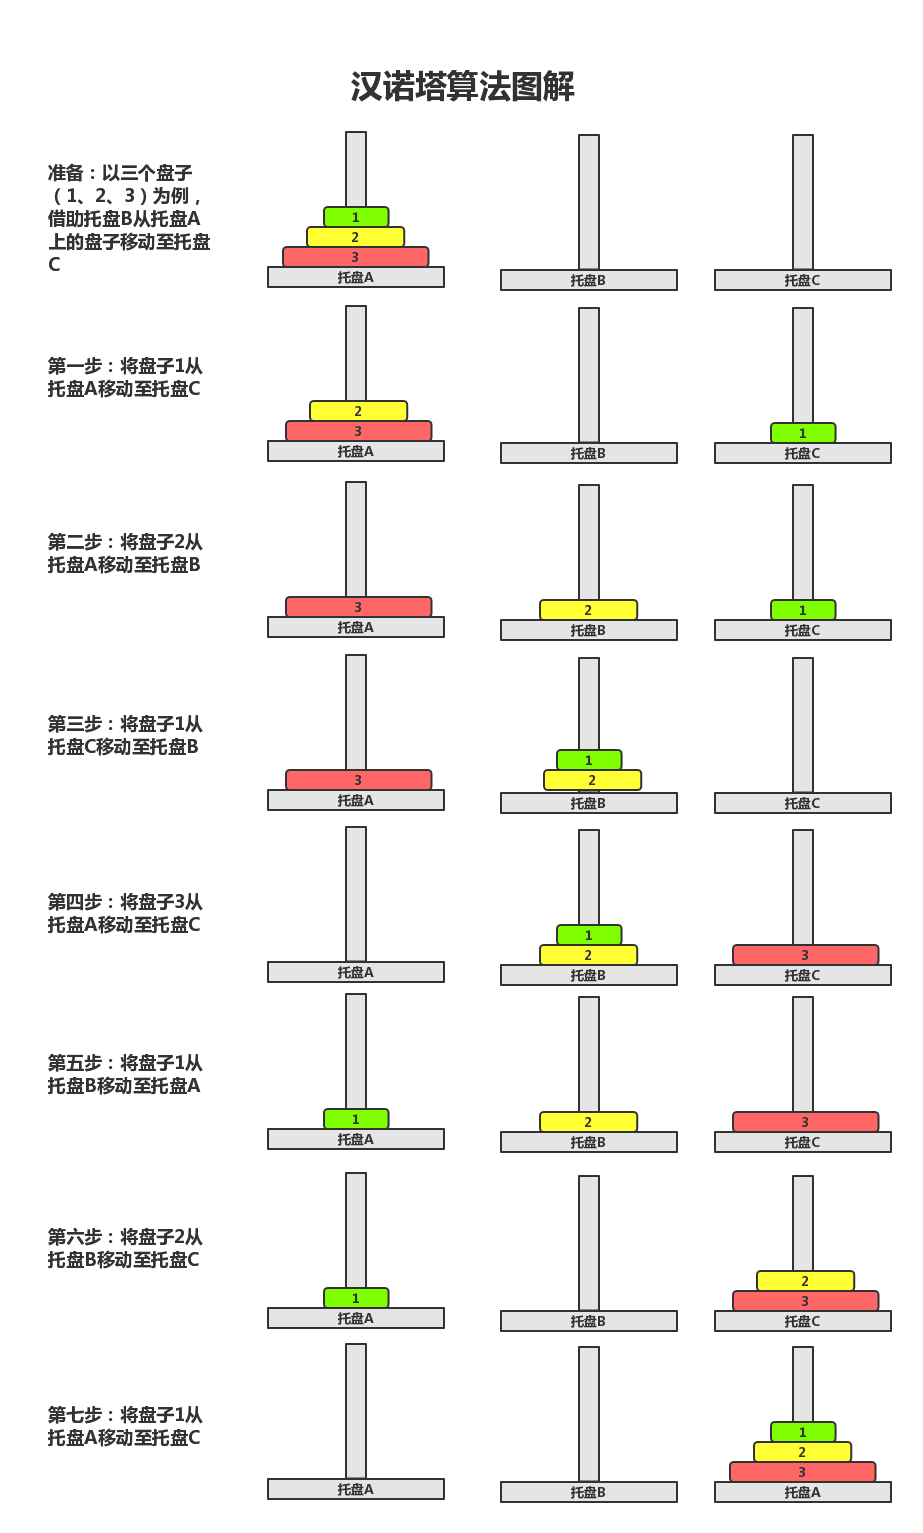 汉诺塔算法图解
准备：以三个盘子
（1、2、3）为例，
借助托盘B从托盘A
上的盘子移动至托盘
C
1
2
3
托盘A
托盘B
托盘C
第一步：将盘子1从
托盘A移动至托盘C
2
3
托盘A
托盘B
1
托盘C
第二步：将盘子2从
托盘A移动至托盘B
3
托盘A
2
托盘B
1
托盘C
第三步：将盘子1从
托盘C移动至托盘B
3
托盘A
1
2
托盘B
托盘C
第四步：将盘子3从
托盘A移动至托盘C
托盘A
1
2
托盘B
3
托盘C
第五步：将盘子1从
托盘B移动至托盘A
1
托盘A
2
托盘B
3
托盘C
第六步：将盘子2从
托盘B移动至托盘C
1
托盘A
托盘B
2
3
托盘C
第七步：将盘子1从
托盘A移动至托盘C
托盘A
托盘B
1
2
3
托盘A